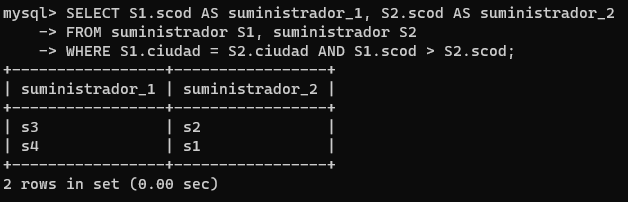 mysql> SELECT S1.scod AS suministrador_1, S2.scod AS suministrador_2
    -> FROM suministrador S1, suministrador S2
    -> WHERE S1.ciudad = S2.ciudad AND S1.scod > S2.scod;
+-----------------+-----------------+
| suministrador_1 | suministrador_2 |
+-----------------+-----------------+
| s3              | s2              |
| s4              | s1              |
+-----------------+-----------------+
2 rows in set (0.00 sec)